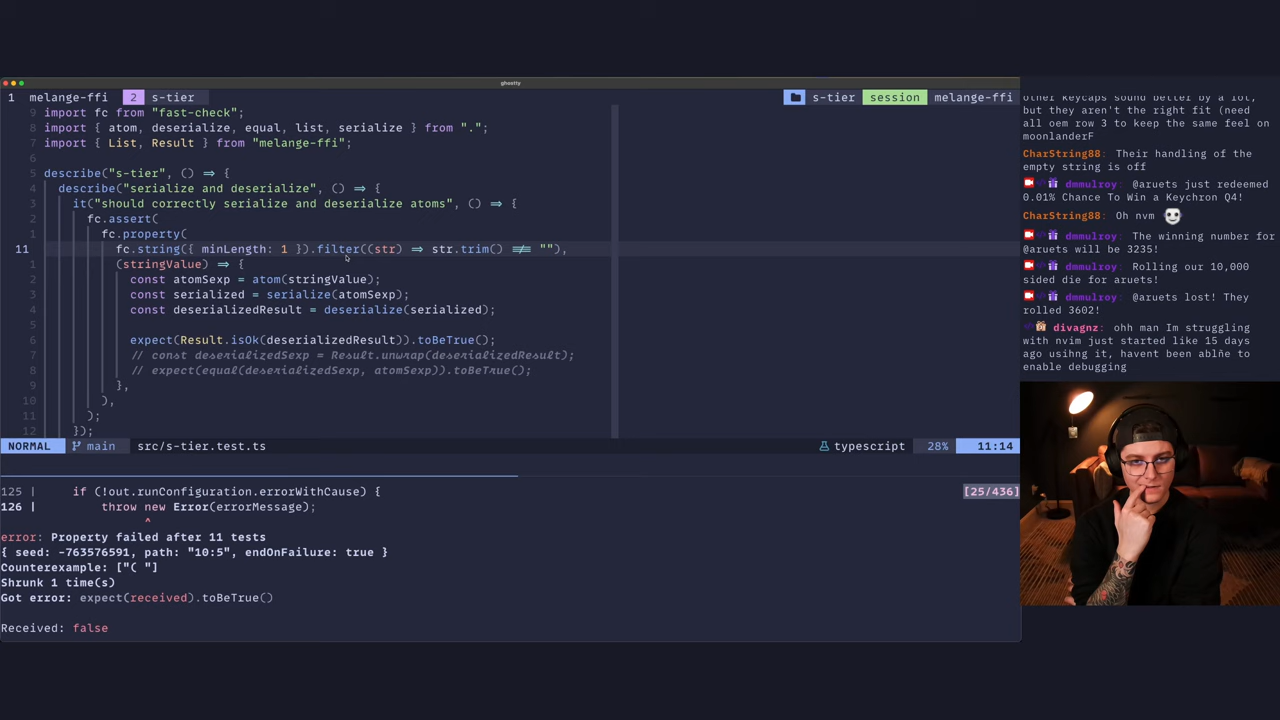 ghostty
1 melange-ffi 2 s-tier s-tier session melange-ffi
9 import fc from "fast-check";
8 import { atom, deserialize, equal, list, serialize } from ".";
7 import { List, Result } from "melange-ffi";
6
5 describe("s-tier", () => {
4 describe("serialize and deserialize", () => {
3 it("should correctly serialize and deserialize atoms", () => {
2 fc.assert(
1 fc.property(
11 fc.string({ minLength: 1 }).filter((str) => str.trim() !== ""),
1 (stringValue) => {
2 const atomSexp = atom(stringValue);
3 const serialized = serialize(atomSexp);
4 const deserializedResult = deserialize(serialized);
5
6 expect(Result.isOk(deserializedResult)).toBeTrue();
7 // const deserializedSexp = Result.unwrap(deserializedResult);
8 // expect(equal(deserializedSexp, atomSexp)).toBeTrue();
9 },
10 );
11 );
12 });
NORMAL main src/s-tier.test.ts typescript 28% 11:14
125 | if (!out.runConfiguration.errorWithCause) { [25/436]
126 | throw new Error(errorMessage);
^
error: Property failed after 11 tests
{ seed: -763576591, path: "10:5", endOnFailure: true }
Counterexample: ["( "]
Shrunk 1 time(s)
Got error: expect(received).toBeTrue()
Received: false
other keycaps sound better by a lot,
but they aren't the right fit (need
all oem row 3 to keep the same feel on
moonlanderF
CharString88: Their handling of the
empty string is off
dmmulroy: @aruets just redeemed
0.01% Chance To Win a Keychron Q4!
CharString88: Oh nvm
dmmulroy: The winning number for
@aruets will be 3235!
dmmulroy: Rolling our 10,000
sided die for aruets!
dmmulroy: @aruets lost! They
rolled 3602!
divagnz: ohh man Im struggling
with nvim just started like 15 days
ago usihng it, havent been ablñe to
enable debugging